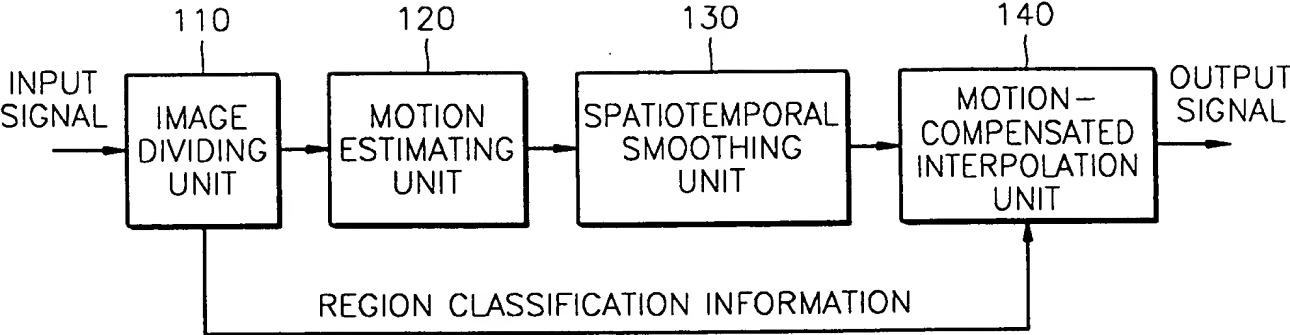 110
120
130
140
INPUT
SIGNAL
IMAGE
DIVIDING
UNIT
MOTION
ESTIMATING
UNIT
SPATIOTEMPORAL
SMOOTHING
UNIT
MOTION-
COMPENSATED
INTERPOLATION
UNIT
OUTPUT
SIGNAL
REGION CLASSIFICATION INFORMATION